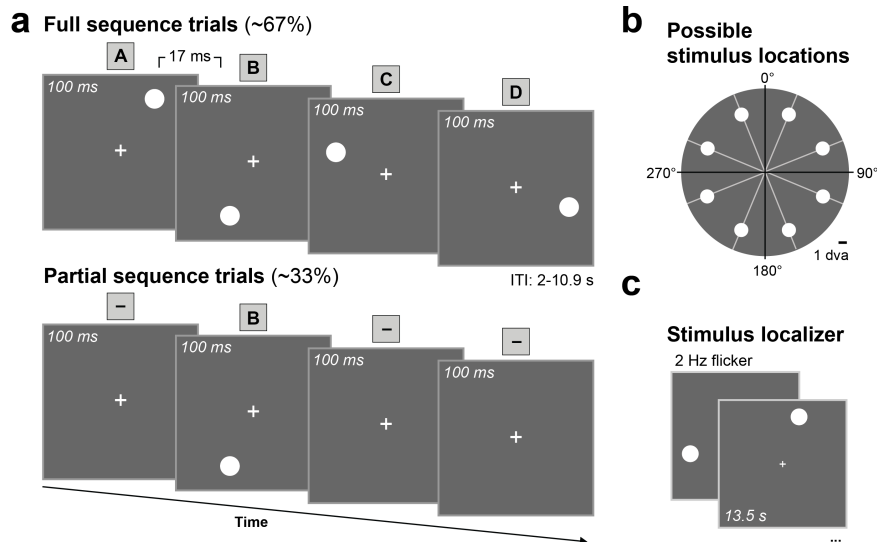 a
Full sequence trials (~67%)
A
17 ms
B
C
D
100 ms
100 ms
100 ms
100 ms
ITI: 2-10.9 s
Partial sequence trials (~33%)
–
B
–
–
100 ms
100 ms
100 ms
100 ms
Time
b
Possible
stimulus locations
0°
270°
90°
180°
1 dva
c
Stimulus localizer
2 Hz flicker
13.5 s
...